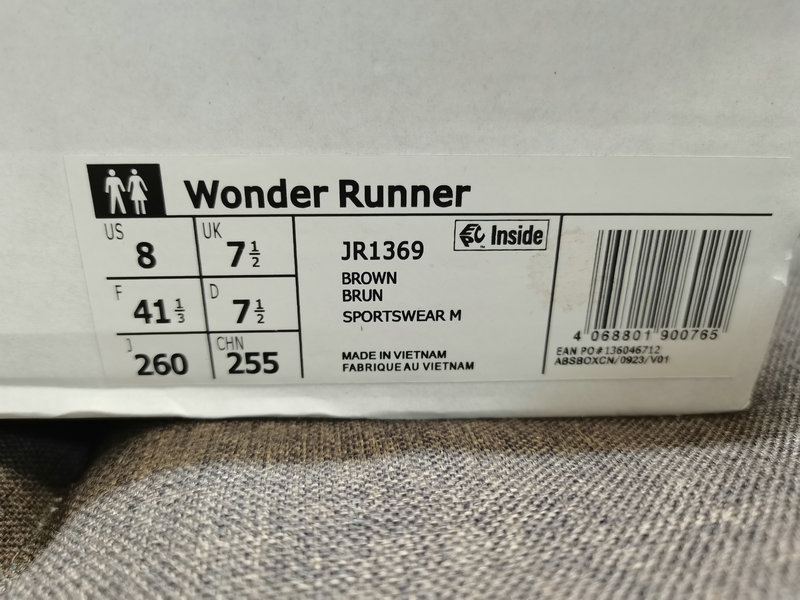 Wonder Runner
US 8 UK 7 1/2
F 41 1/3 D 7 1/2
J 260 CHN 255
Inside
JR1369
BROWN
BRUN
SPORTSWEAR M
MADE IN VIETNAM
FABRIQUE AU VIETNAM
4 068801 900765
EAN PO# 136046712
ABSBOXCN/0923/V01